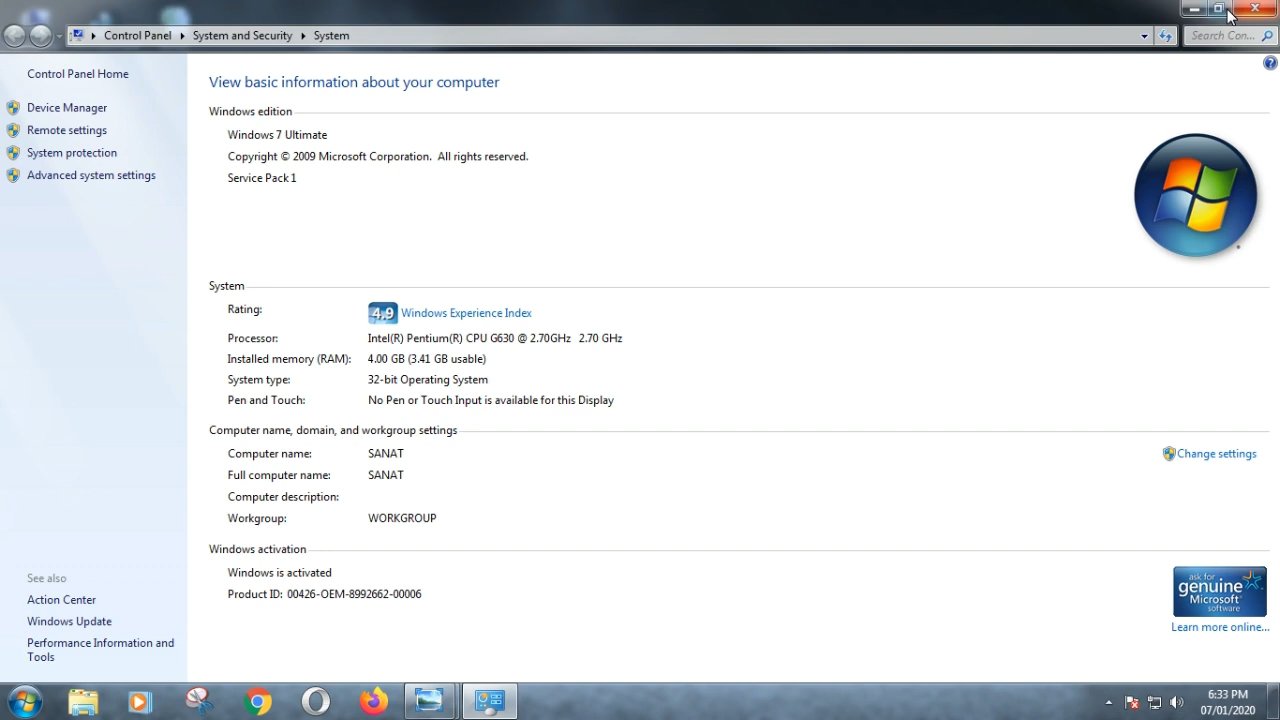 Control Panel ▸ System and Security ▸ System
Search Con...
Control Panel Home
Device Manager
Remote settings
System protection
Advanced system settings
View basic information about your computer
Windows edition
Windows 7 Ultimate
Copyright © 2009 Microsoft Corporation. All rights reserved.
Service Pack 1
System
Rating: 4.9 Windows Experience Index
Processor: Intel(R) Pentium(R) CPU G630 @ 2.70GHz 2.70 GHz
Installed memory (RAM): 4.00 GB (3.41 GB usable)
System type: 32-bit Operating System
Pen and Touch: No Pen or Touch Input is available for this Display
Computer name, domain, and workgroup settings
Computer name: SANAT
Change settings
Full computer name: SANAT
Computer description:
Workgroup: WORKGROUP
Windows activation
Windows is activated
Product ID: 00426-OEM-8992662-00006
ask for
genuine
Microsoft
software
Learn more online...
See also
Action Center
Windows Update
Performance Information and
Tools
6:33 PM
07/01/2020